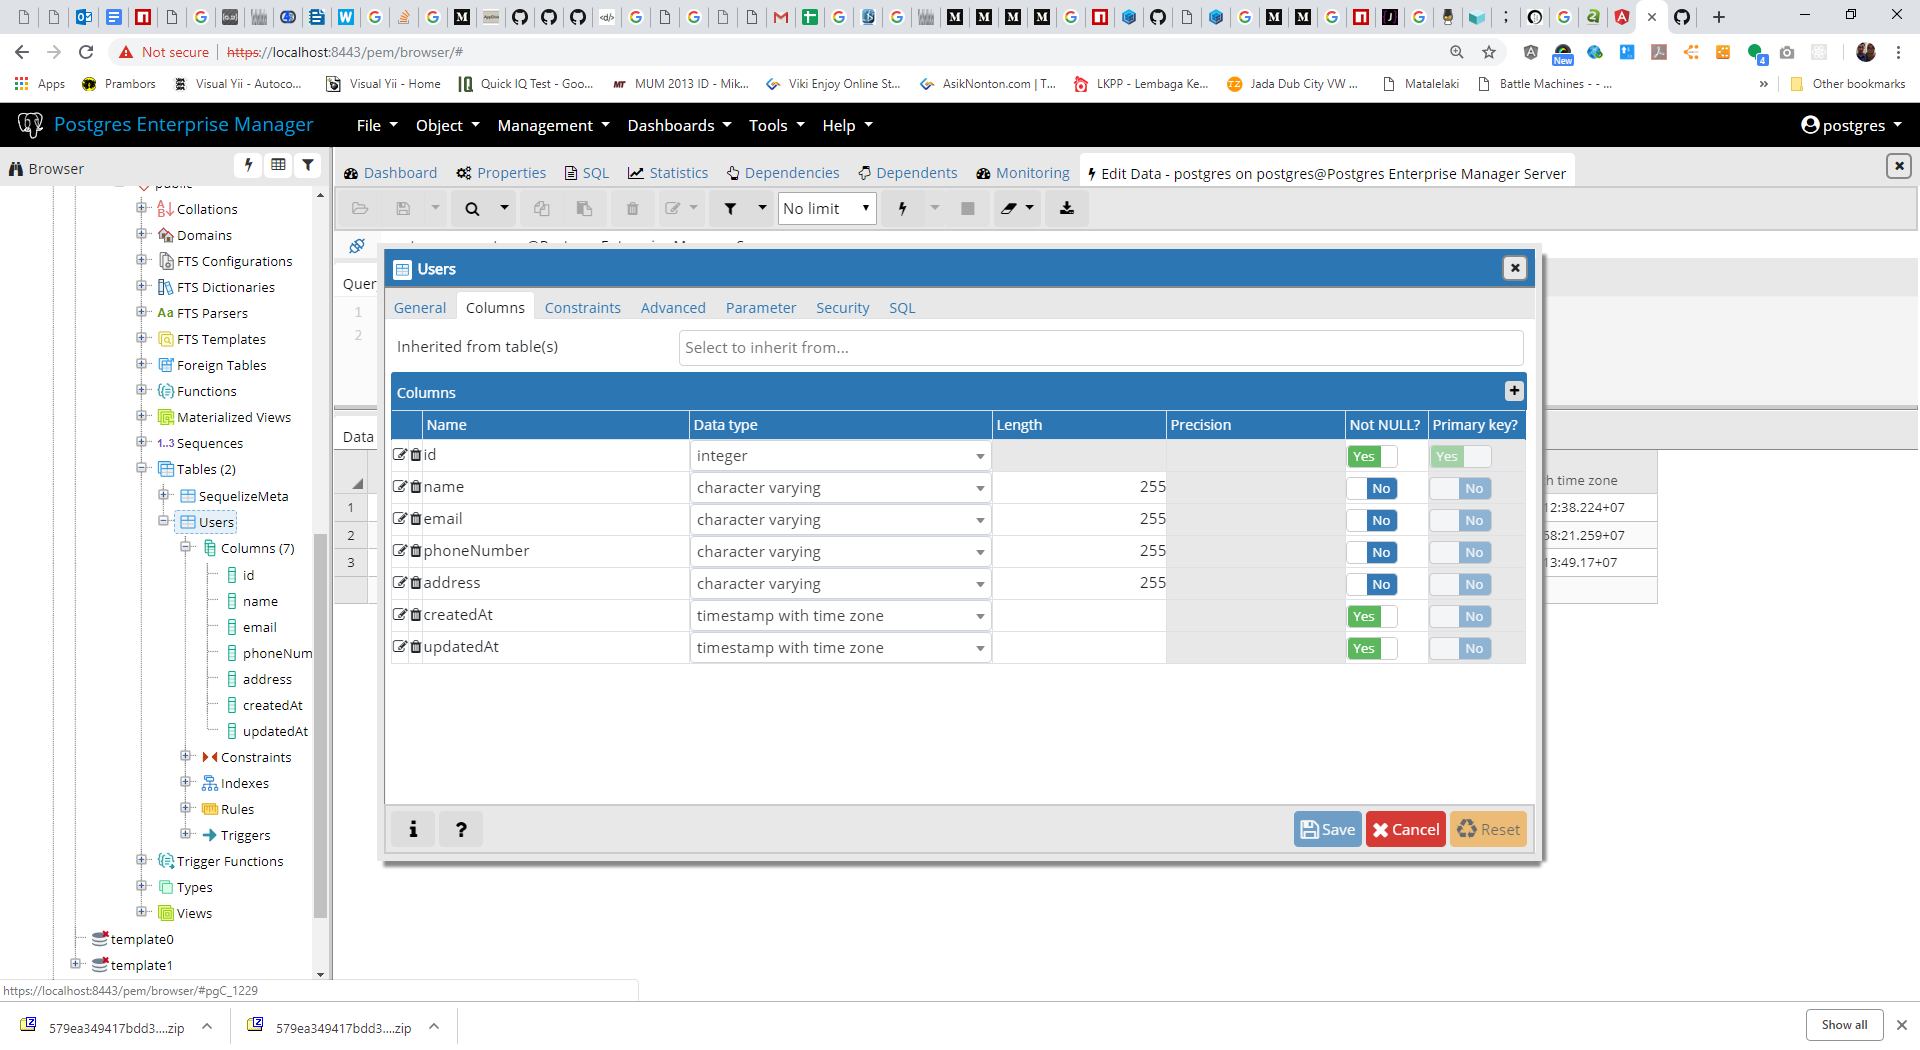 Not secure | https://localhost:8443/pem/browser/#
New
4
Apps
Prambors
Visual Yii - Autoco...
Visual Yii - Home
Quick IQ Test - Goo...
MUM 2013 ID - Mik...
Viki Enjoy Online St...
AsikNonton.com | T...
LKPP - Lembaga Ke...
Jada Dub City VW ...
Matalelaki
Battle Machines - - ...
»
Other bookmarks
Postgres Enterprise Manager
File
Object
Management
Dashboards
Tools
Help
postgres
Browser
Dashboard
Properties
SQL
Statistics
Dependencies
Dependents
Monitoring
Edit Data - postgres on postgres@Postgres Enterprise Manager Server
No limit
public
Collations
Domains
FTS Configurations
FTS Dictionaries
Aa FTS Parsers
FTS Templates
Foreign Tables
Functions
Materialized Views
1..3 Sequences
Tables (2)
SequelizeMeta
Users
Columns (7)
id
name
email
phoneNum
address
createdAt
updatedAt
Constraints
Indexes
Rules
Triggers
Trigger Functions
Types
Views
template0
template1
Quer
1
2
Data
1
2
3
h time zone
12:38.224+07
58:21.259+07
13:49.17+07
Users
General
Columns
Constraints
Advanced
Parameter
Security
SQL
Inherited from table(s)
Select to inherit from...
Columns
Name Data type Length Precision Not NULL? Primary key?
id integer Yes Yes
name character varying 255 No No
email character varying 255 No No
phoneNumber character varying 255 No No
address character varying 255 No No
createdAt timestamp with time zone Yes No
updatedAt timestamp with time zone Yes No
i
?
Save
Cancel
Reset
https://localhost:8443/pem/browser/#pgC_1229
579ea349417bdd3....zip
579ea349417bdd3....zip
Show all